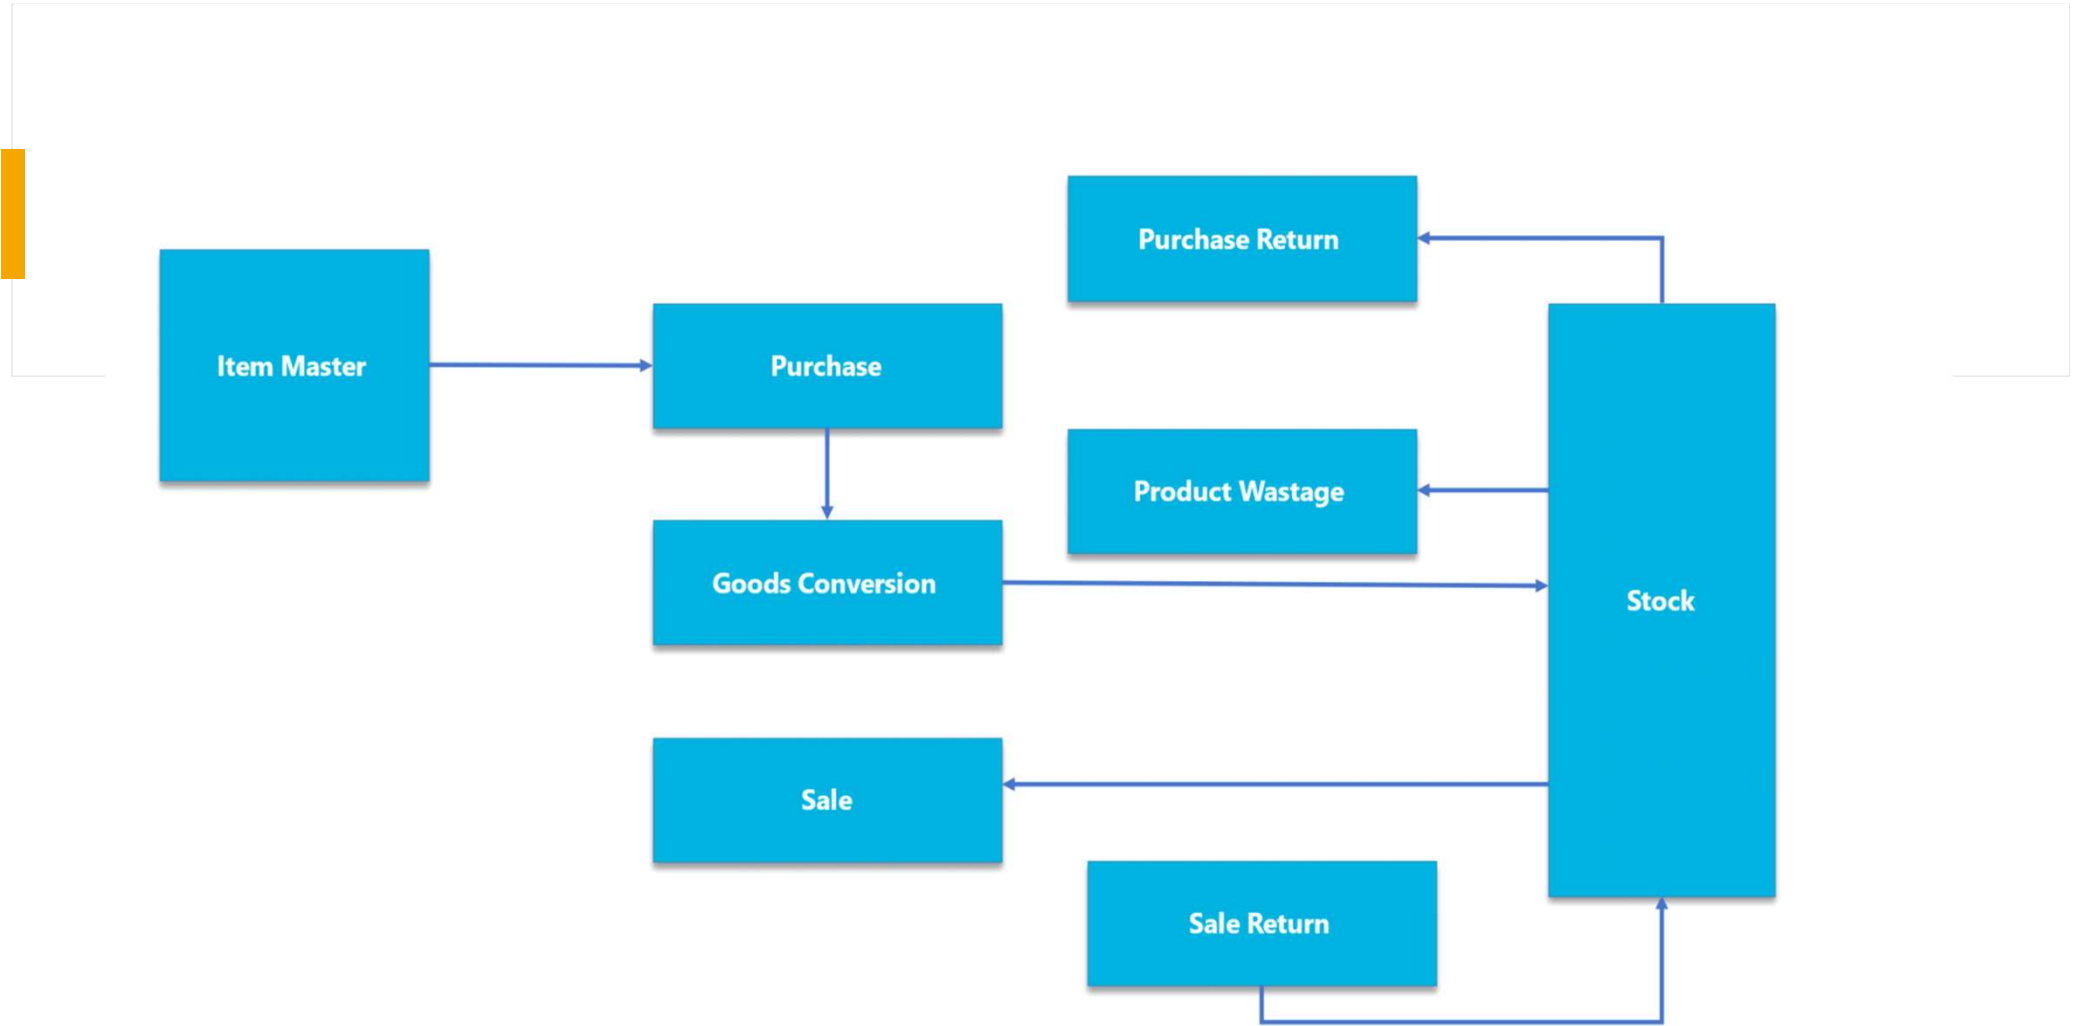 Purchase Return
Item Master
Purchase
Product Wastage
Goods Conversion
Stock
Sale
Sale Return